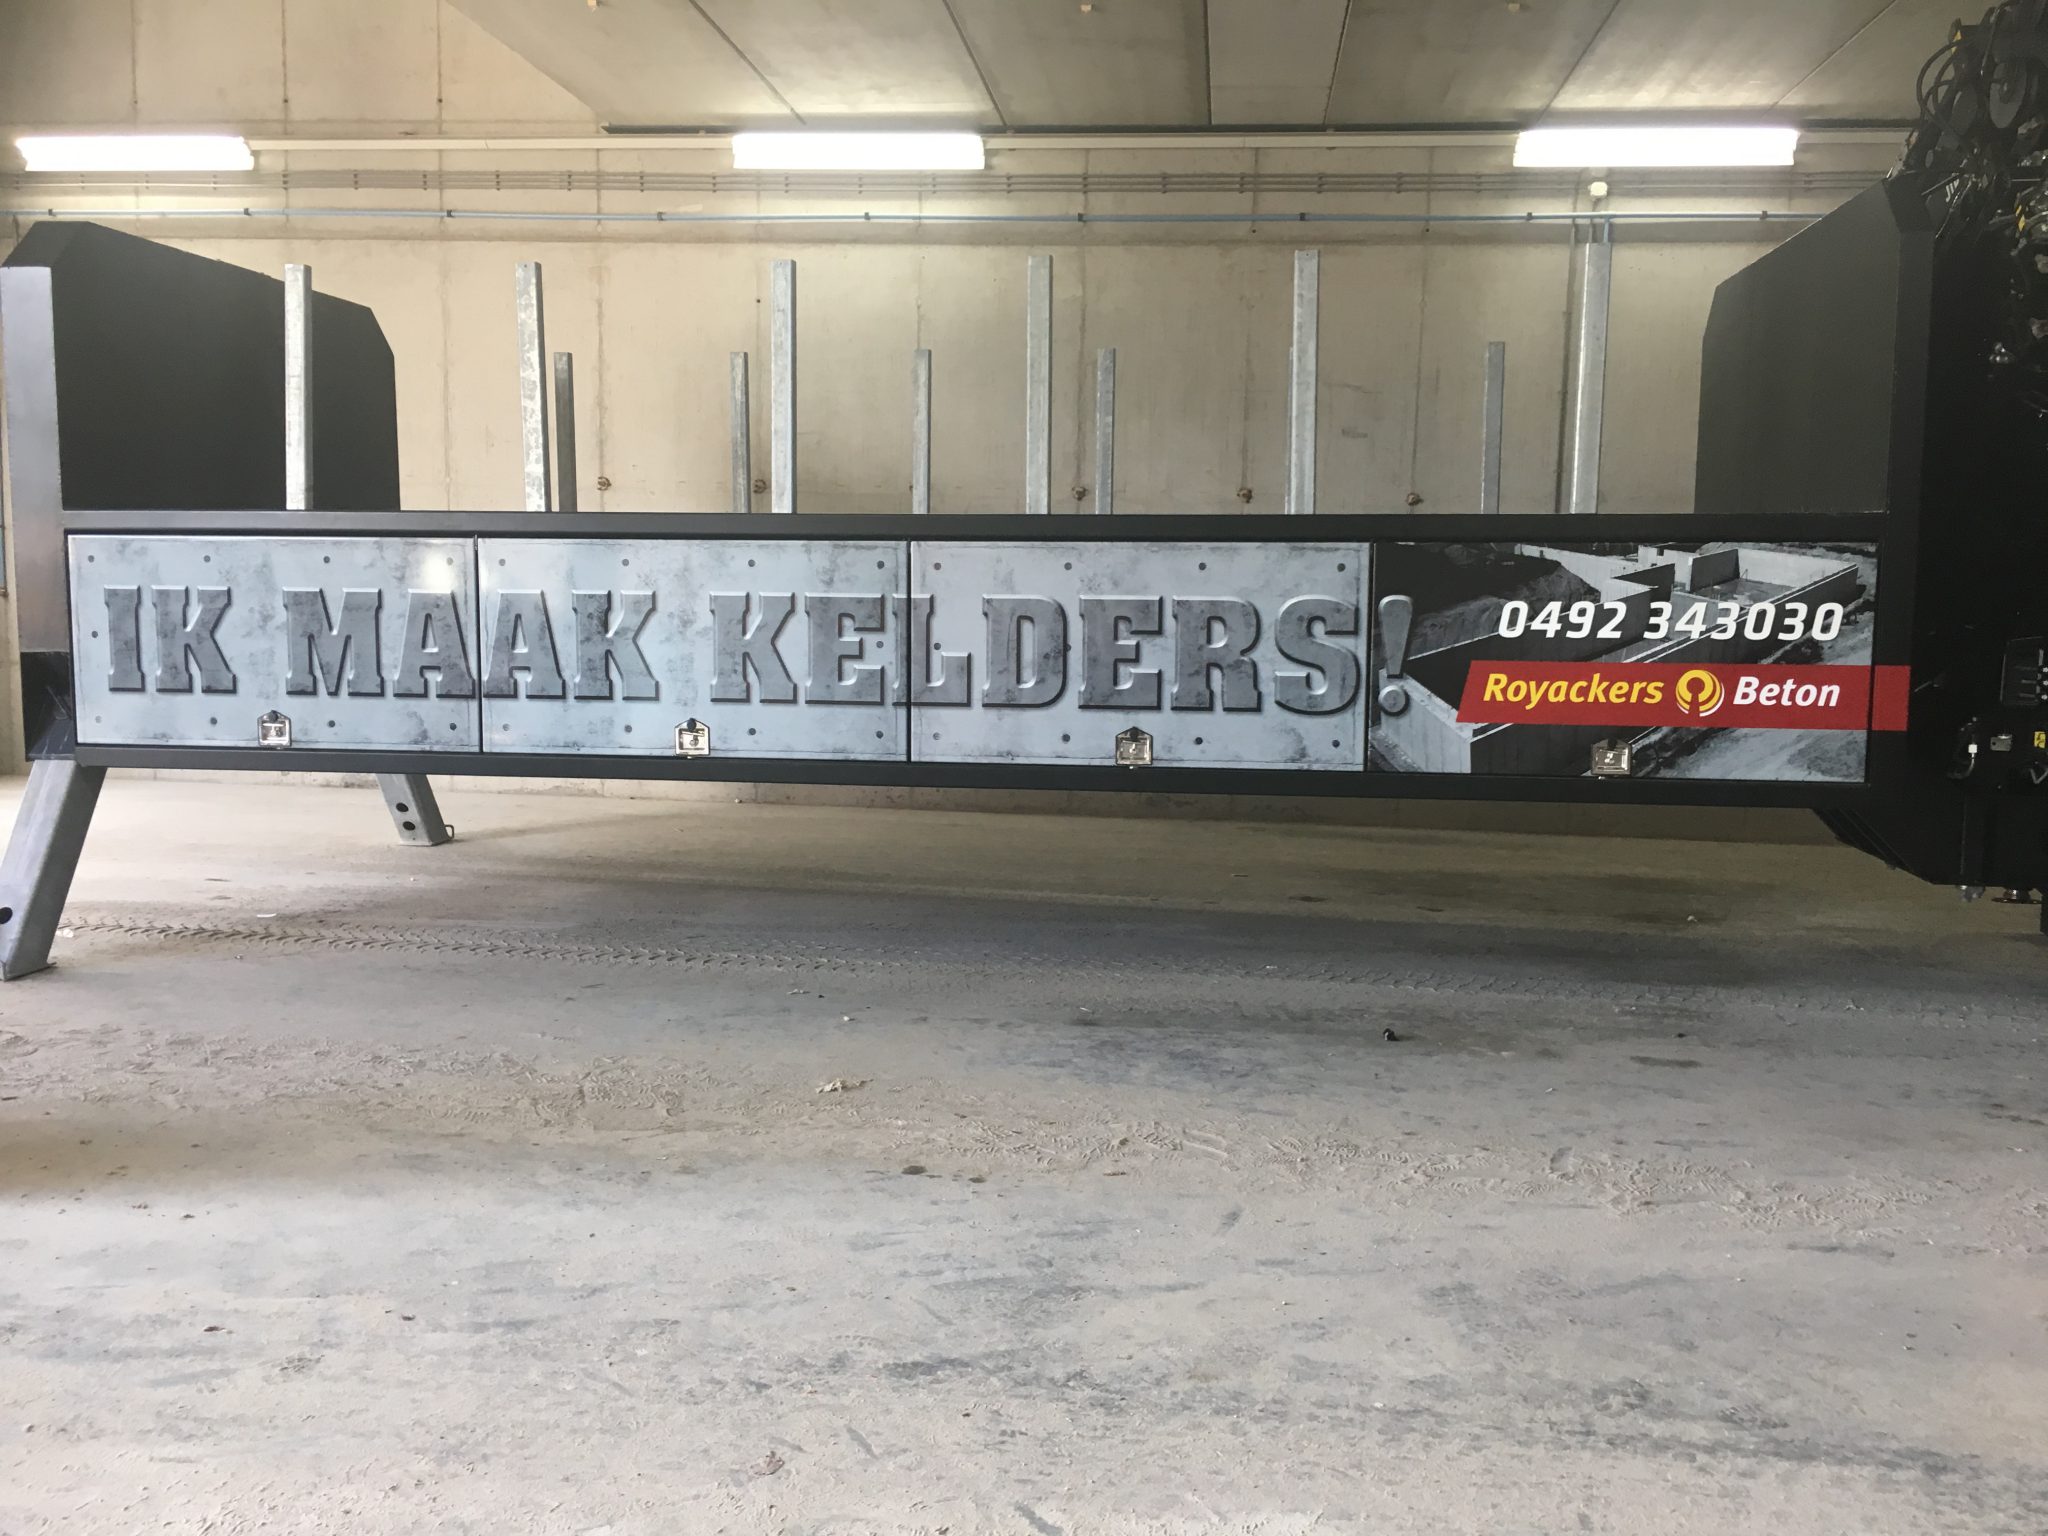 IK MAAK KELDERS!
0492 343030
Royackers Beton